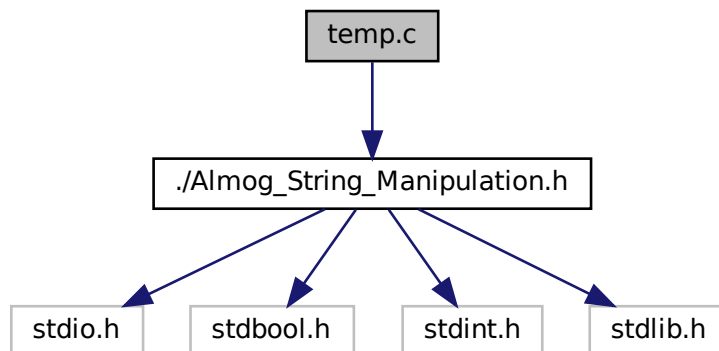 temp.c
./Almog_String_Manipulation.h
stdio.h
stdbool.h
stdint.h
stdlib.h